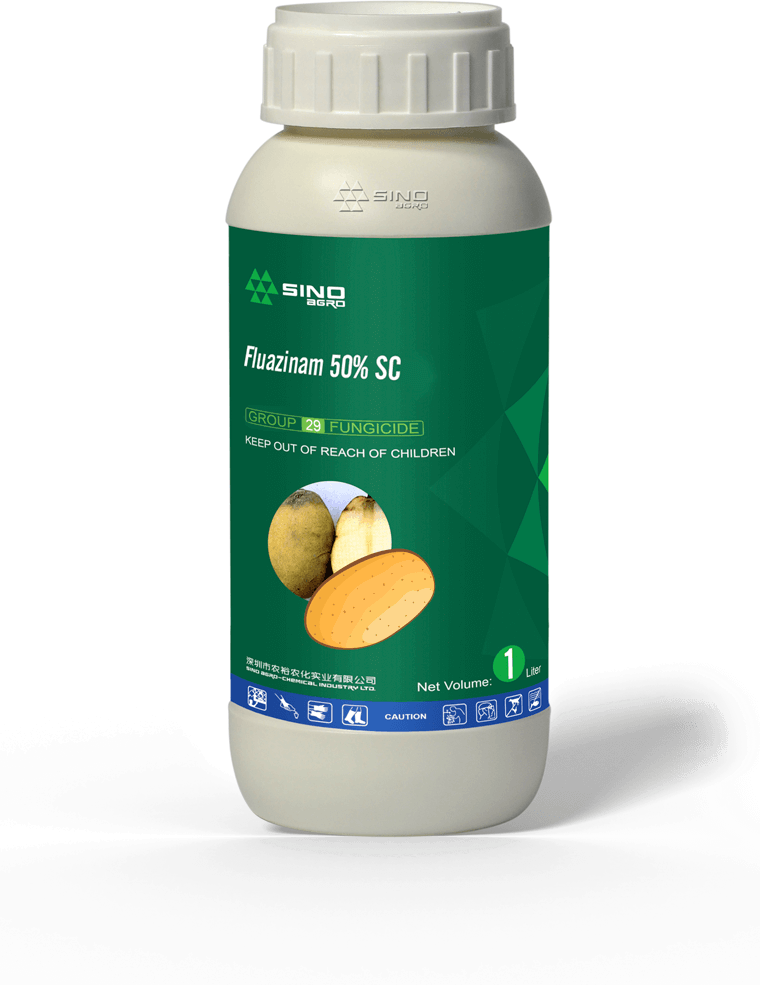 SINO
AGRO
SINO
AGRO
Fluazinam 50% SC
GROUP 29 FUNGICIDE
KEEP OUT OF REACH OF CHILDREN
深圳市农裕农化实业有限公司
SINO AGRO-CHEMICAL INDUSTRY LTD.
Net Volume: 1 Liter
CAUTION